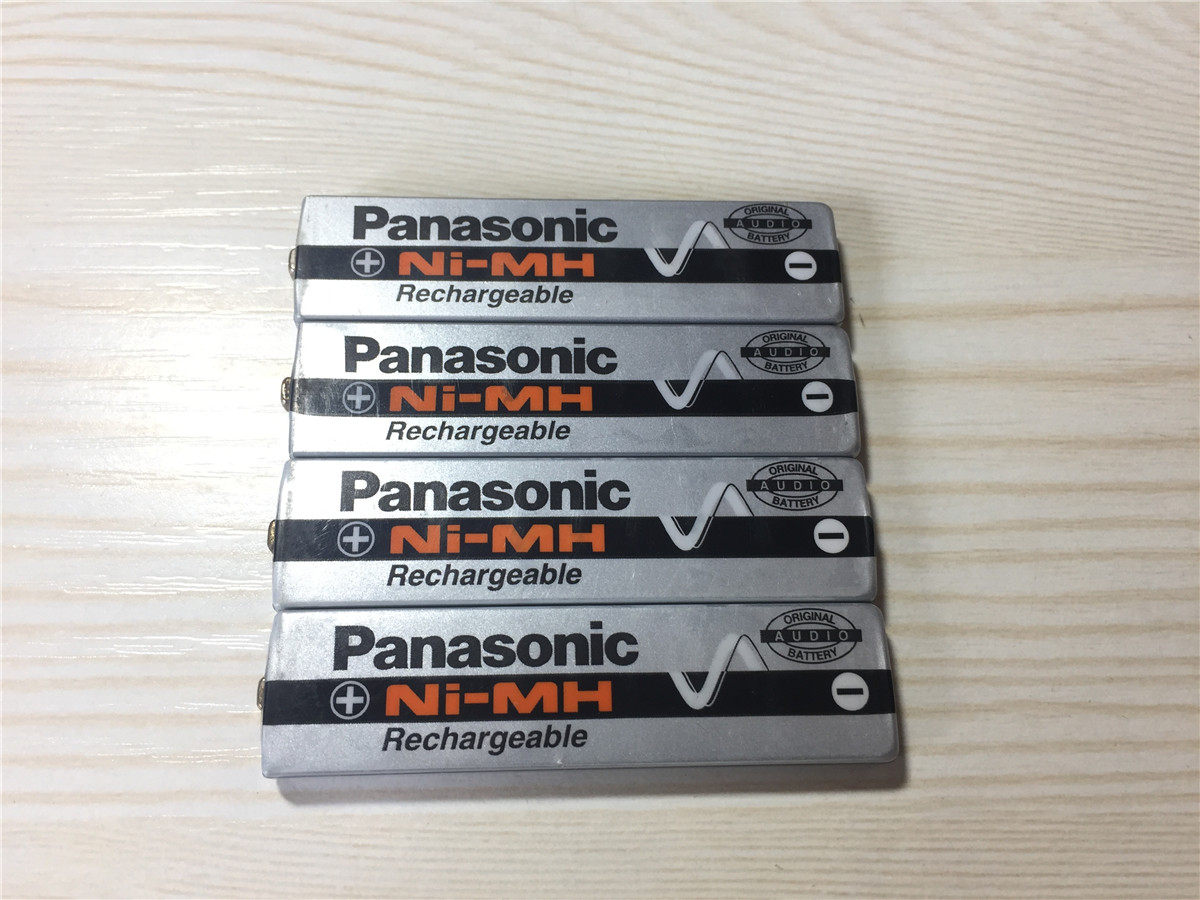 Panasonic
Ni-MH
Rechargeable
ORIGINAL
AUDIO
BATTERY
Panasonic
Ni-MH
Rechargeable
ORIGINAL
AUDIO
BATTERY
Panasonic
Ni-MH
Rechargeable
ORIGINAL
AUDIO
BATTERY
Panasonic
Ni-MH
Rechargeable
ORIGINAL
AUDIO
BATTERY